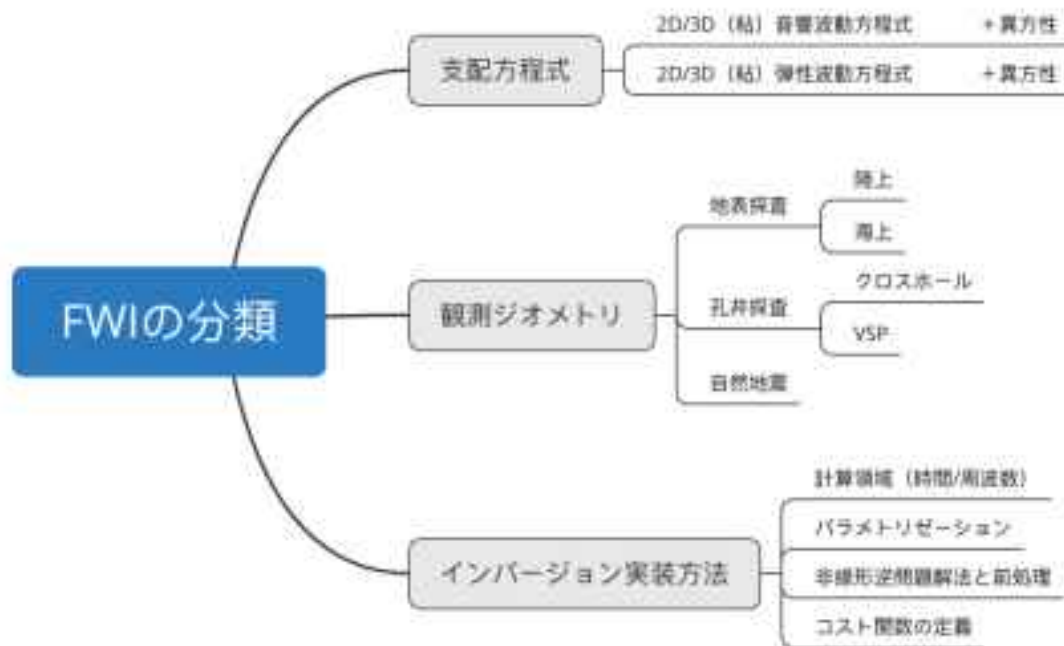 2D/3D（粘）音響波動方程式 ＋異方性
支配方程式
2D/3D（粘）弾性波動方程式 ＋異方性
陸上
地表探査
海上
クロスホール
FWIの分類
観測ジオメトリ
孔井探査
VSP
自然地震
計算領域（時間/周波数）
パラメトリゼーション
インバージョン実装方法
非線形逆問題解法と前処理
コスト関数の定義